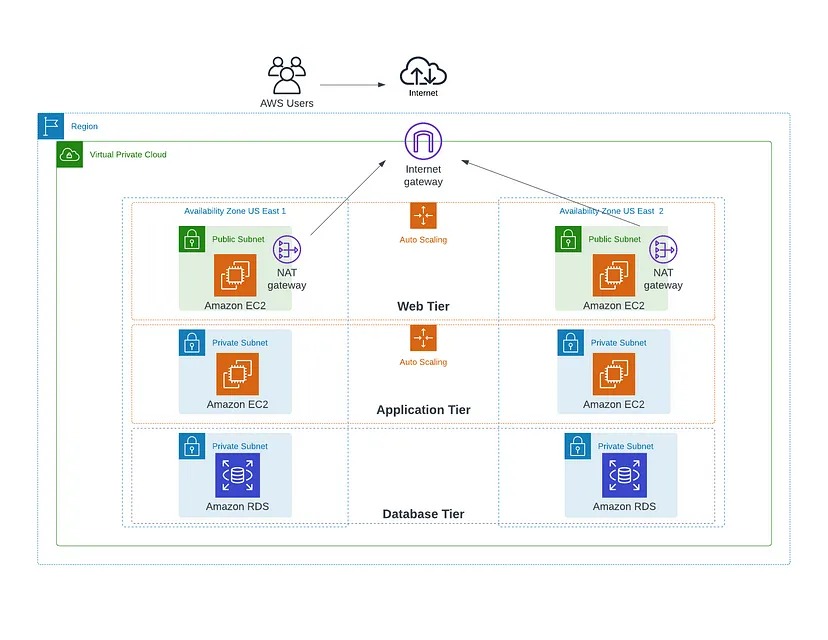 AWS Users
Internet
Region
Virtual Private Cloud
Internet
gateway
Availability Zone US East 1
Availability Zone US East 2
Auto Scaling
Public Subnet
NAT
gateway
Amazon EC2
Public Subnet
NAT
gateway
Amazon EC2
Web Tier
Private Subnet
Amazon EC2
Auto Scaling
Private Subnet
Amazon EC2
Application Tier
Private Subnet
Amazon RDS
Private Subnet
Amazon RDS
Database Tier